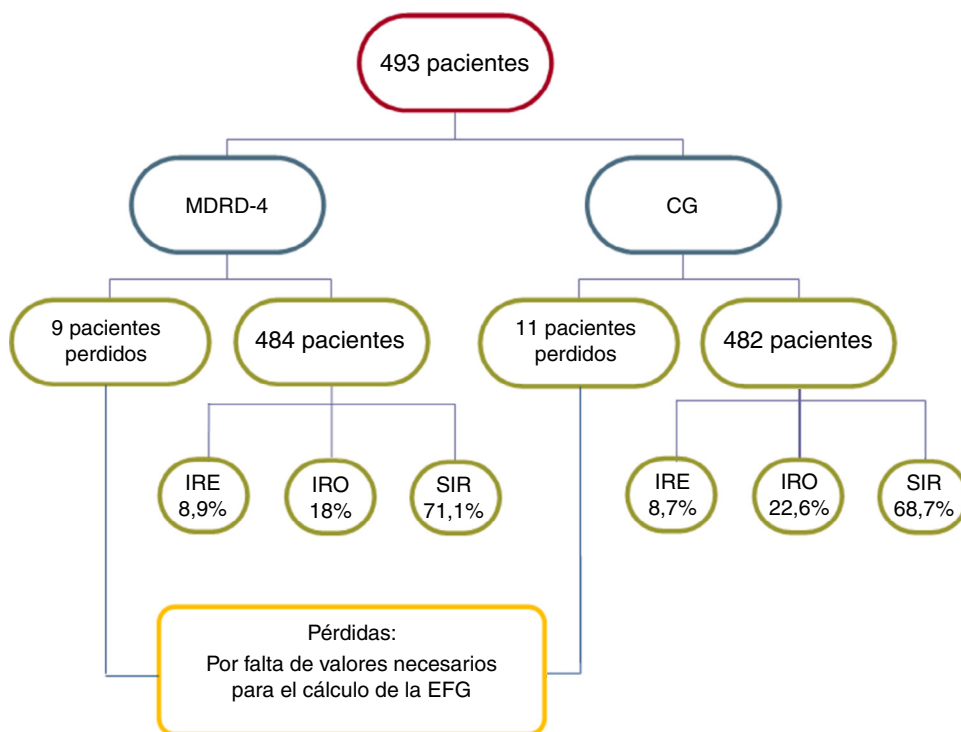 493 pacientes
MDRD-4
CG
9 pacientes
perdidos
484 pacientes
11 pacientes
perdidos
482 pacientes
IRE
8,9%
IRO
18%
SIR
71,1%
IRE
8,7%
IRO
22,6%
SIR
68,7%
Pérdidas:
Por falta de valores necesarios
para el cálculo de la EFG